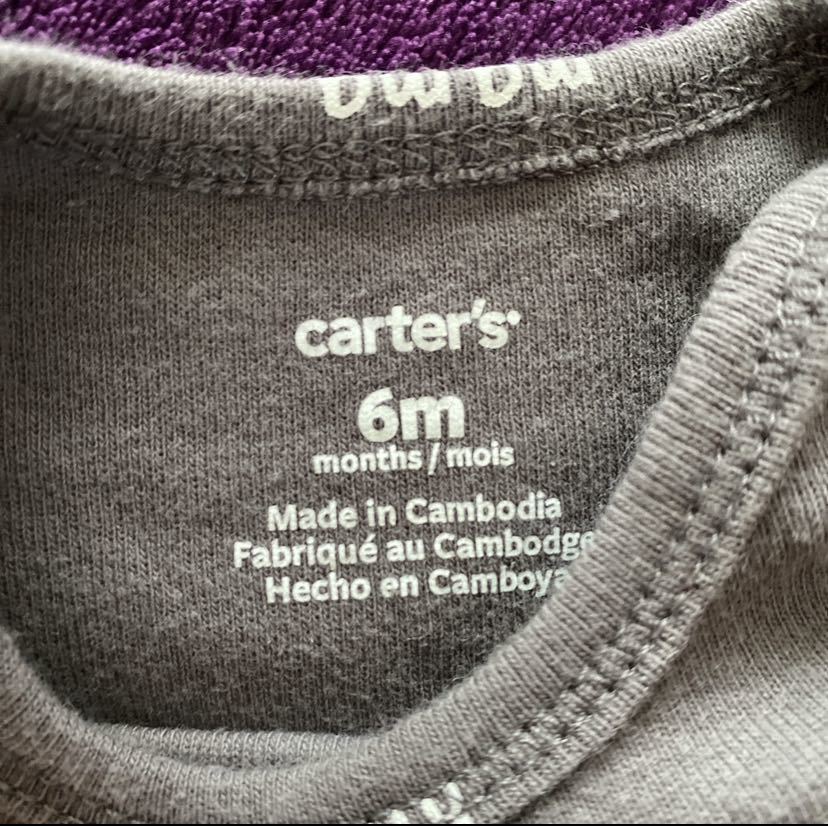 carter's
6m
months / mois
Made in Cambodia
Fabriqué au Cambodge
Hecho en Camboya